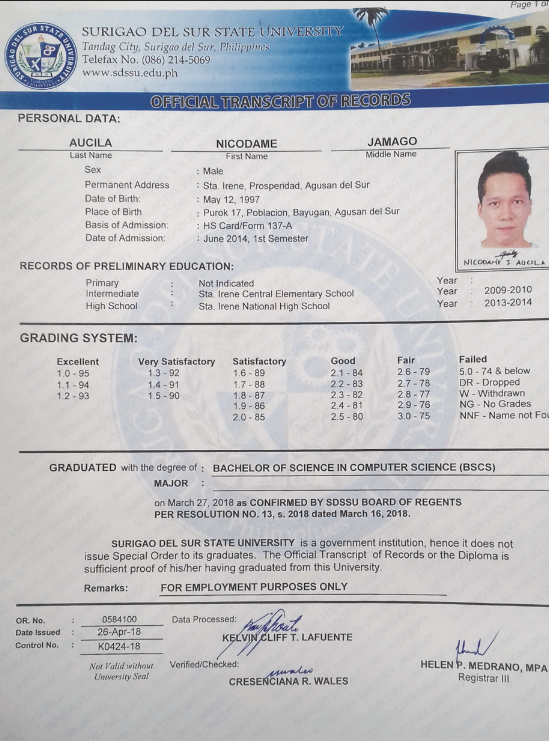 Page 1 of
SURIGAO DEL SUR STATE UNIVERSITY
Tandag City, Surigao del Sur, Philippines
Telefax No. (086) 214-5069
www.sdssu.edu.ph
OFFICIAL TRANSCRIPT OF RECORDS
PERSONAL DATA:
AUCILA NICODAME JAMAGO
Last Name First Name Middle Name
Sex : Male
Permanent Address : Sta. Irene, Prosperidad, Agusan del Sur
Date of Birth: : May 12, 1997
Place of Birth : Purok 17, Poblacion, Bayugan, Agusan del Sur
Basis of Admission: : HS Card/Form 137-A
Date of Admission: : June 2014, 1st Semester
NICODAME J. AUCILA
RECORDS OF PRELIMINARY EDUCATION:
Primary : Not Indicated Year :
Intermediate : Sta. Irene Central Elementary School Year : 2009-2010
High School : Sta. Irene National High School Year : 2013-2014
GRADING SYSTEM:
Excellent Very Satisfactory Satisfactory Good Fair Failed
1.0 - 95 1.3 - 92 1.6 - 89 2.1 - 84 2.6 - 79 5.0 - 74 & below
1.1 - 94 1.4 - 91 1.7 - 88 2.2 - 83 2.7 - 78 DR - Dropped
1.2 - 93 1.5 - 90 1.8 - 87 2.3 - 82 2.8 - 77 W - Withdrawn
1.9 - 86 2.4 - 81 2.9 - 76 NG - No Grades
2.0 - 85 2.5 - 80 3.0 - 75 NNF - Name not Fou
GRADUATED with the degree of : BACHELOR OF SCIENCE IN COMPUTER SCIENCE (BSCS)
MAJOR :
on March 27, 2018 as CONFIRMED BY SDSSU BOARD OF REGENTS
PER RESOLUTION NO. 13, s. 2018 dated March 16, 2018.
SURIGAO DEL SUR STATE UNIVERSITY is a government institution, hence it does not
issue Special Order to its graduates. The Official Transcript of Records or the Diploma is
sufficient proof of his/her having graduated from this University.
Remarks: FOR EMPLOYMENT PURPOSES ONLY
OR. No. : 0584100 Data Processed:
Date Issued : 26-Apr-18 KELVIN CLIFF T. LAFUENTE
Control No. : K0424-18
Not Valid without
University Seal
Verified/Checked:
CRESENCIANA R. WALES
HELEN P. MEDRANO, MPA
Registrar III